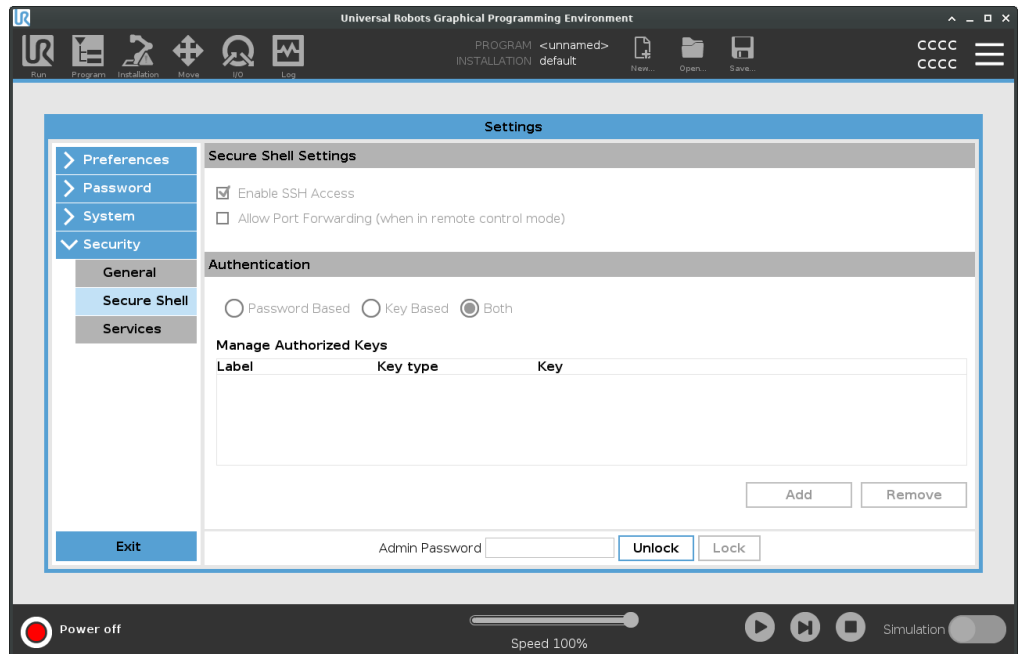 Universal Robots Graphical Programming Environment
PROGRAM <unnamed>
INSTALLATION default
CCCC
CCCC
Run Program Installation Move I/O Log New... Open... Save...
Settings
Preferences
Password
System
Security
General
Secure Shell
Services
Exit
Secure Shell Settings
Enable SSH Access
Allow Port Forwarding (when in remote control mode)
Authentication
Password Based Key Based Both
Manage Authorized Keys
Label Key type Key
Add Remove
Admin Password Unlock Lock
Power off
Speed 100%
Simulation